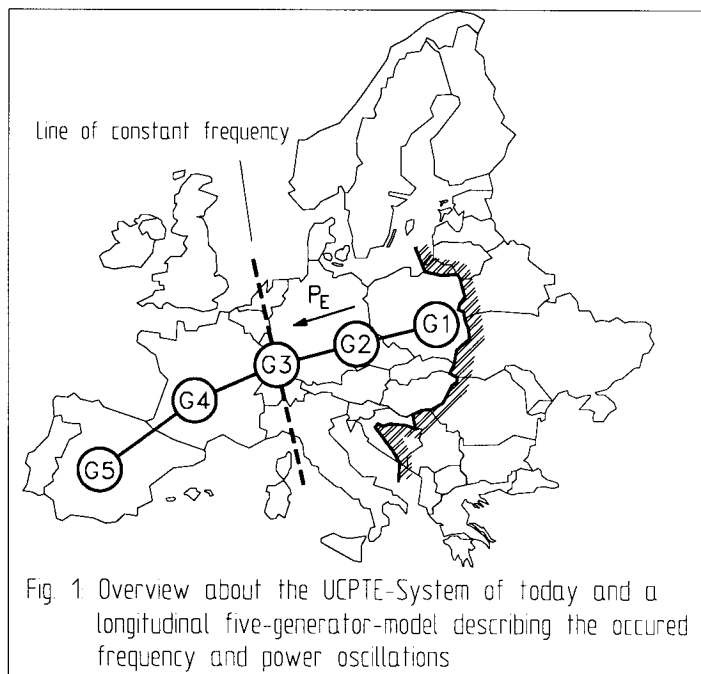 Line of constant frequency
P_E
G1
G2
G3
G4
G5
Fig. 1: Overview about the UCPTE-System of today and a
longitudinal five-generator-model describing the occured
frequency and power oscillations